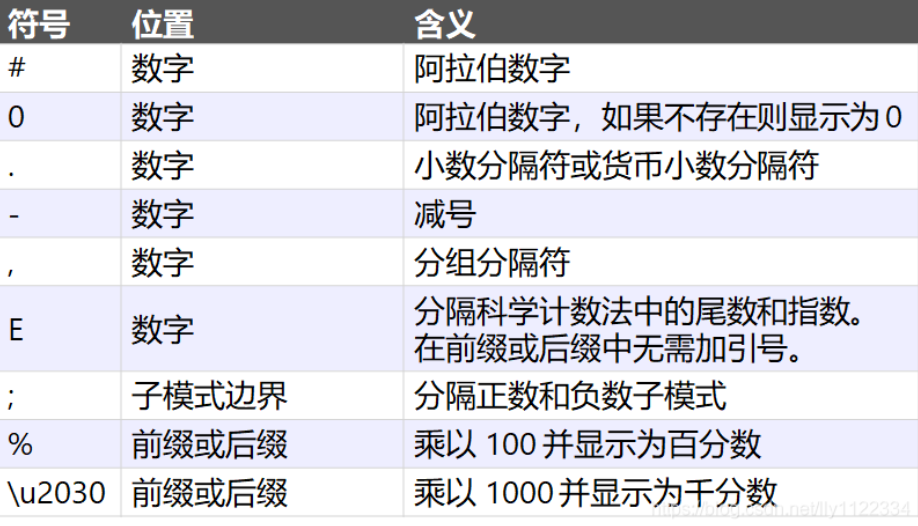 符号 位置 含义
# 数字 阿拉伯数字
0 数字 阿拉伯数字，如果不存在则显示为0
. 数字 小数分隔符或货币小数分隔符
- 数字 减号
, 数字 分组分隔符
E 数字 分隔科学计数法中的尾数和指数。
在前缀或后缀中无需加引号。
; 子模式边界 分隔正数和负数子模式
% 前缀或后缀 乘以 100 并显示为百分数
\u2030 前缀或后缀 乘以 1000 并显示为千分数
https://blog.csdn.net/lly1122334